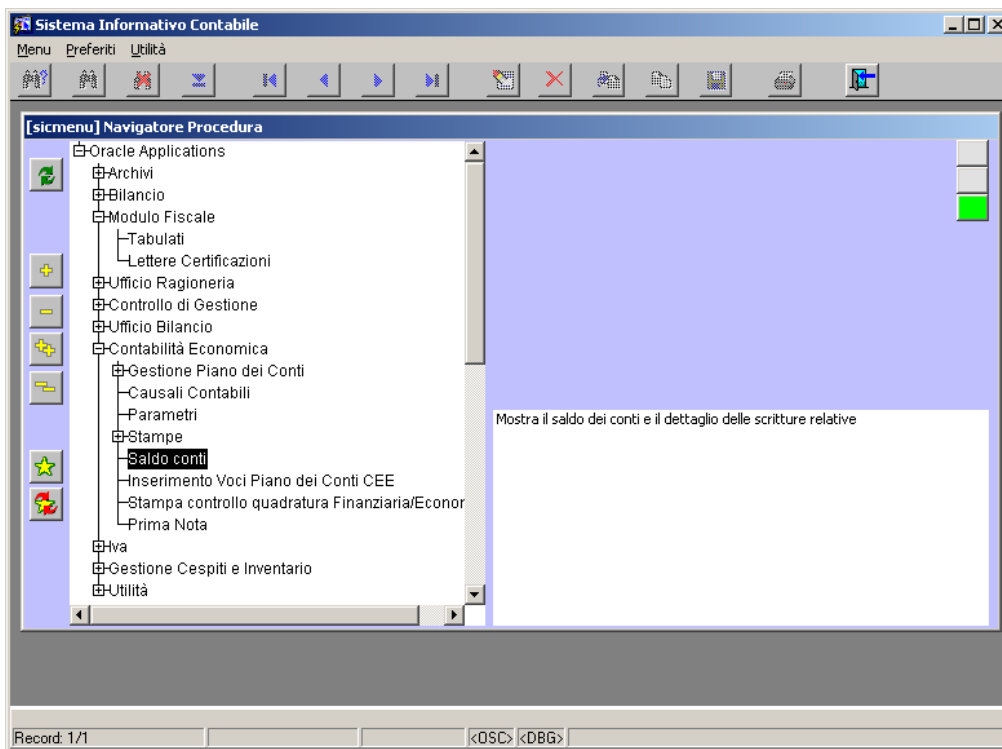 Sistema Informativo Contabile
Menu Preferiti Utilità
[sicmenu] Navigatore Procedura
Oracle Applications
Archivi
Bilancio
Modulo Fiscale
Tabulati
Lettere Certificazioni
Ufficio Ragioneria
Controllo di Gestione
Ufficio Bilancio
Contabilità Economica
Gestione Piano dei Conti
Causali Contabili
Parametri
Stampe
Saldo conti
Inserimento Voci Piano dei Conti CEE
Stampa controllo quadratura Finanziaria/Econor
Prima Nota
Iva
Gestione Cespiti e Inventario
Utilità
Mostra il saldo dei conti e il dettaglio delle scritture relative
Record: 1/1 <OSC> <DBG>